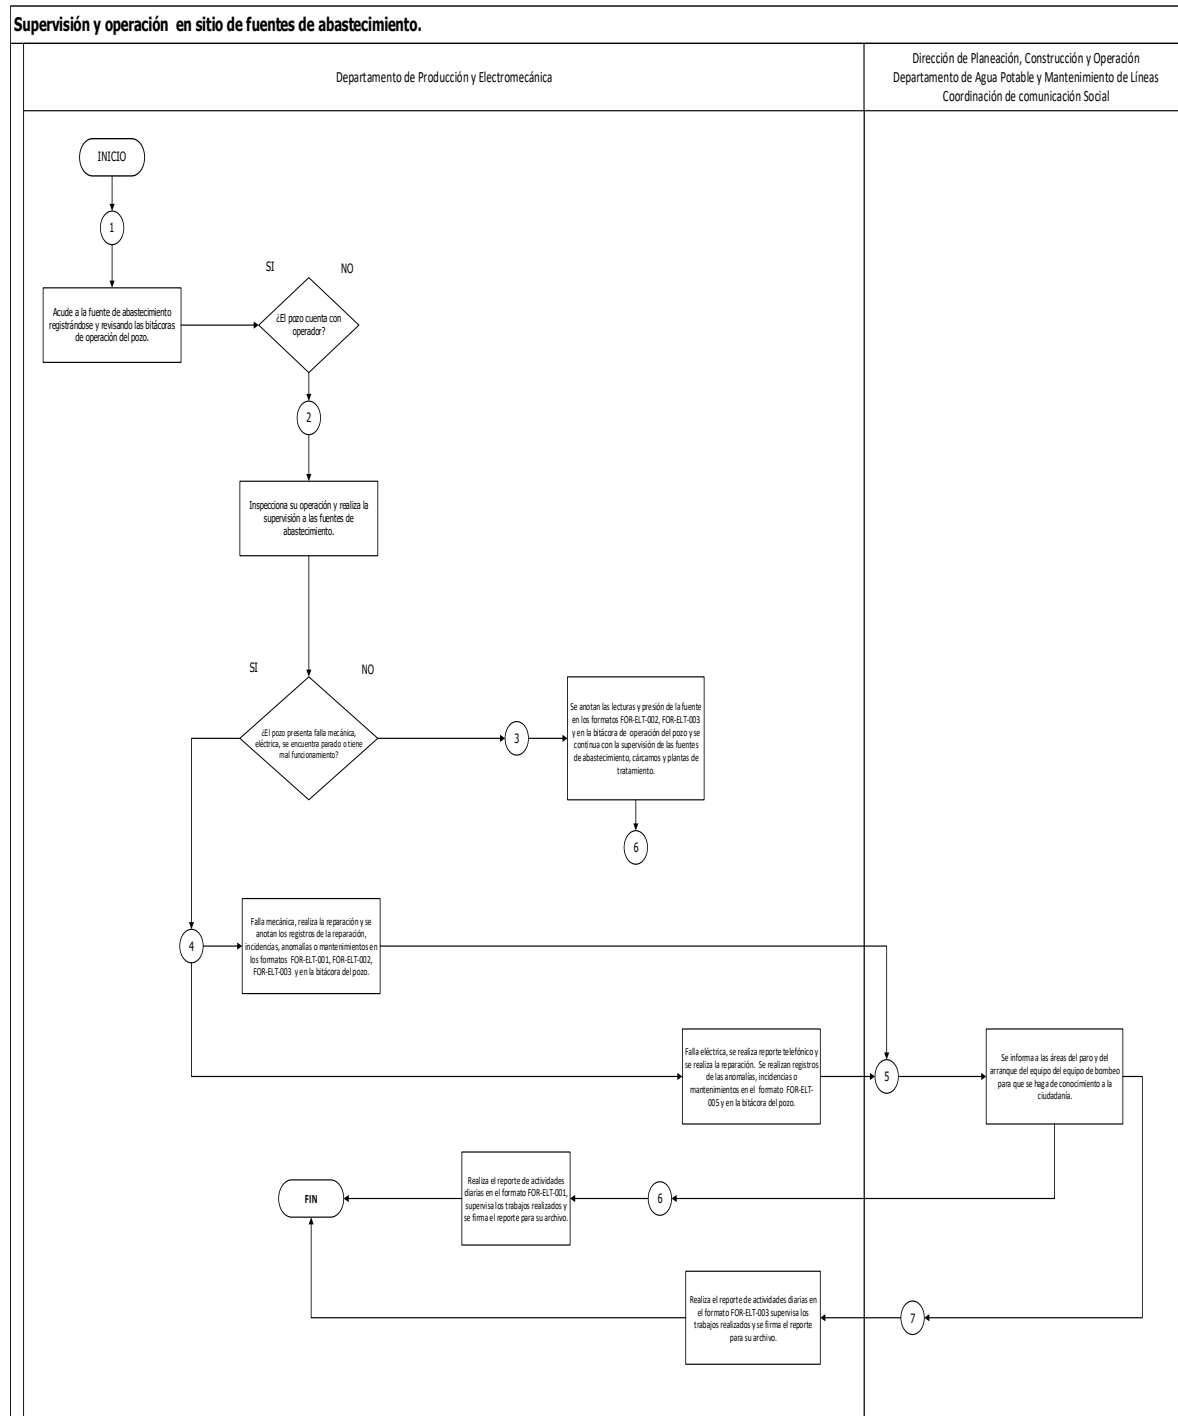 Supervisión y operación en sitio de fuentes de abastecimiento.
Departamento de Producción y Electromecánica
Dirección de Planeación, Construcción y Operación
Departamento de Agua Potable y Mantenimiento de Líneas
Coordinación de comunicación Social
INICIO
1
Acude a la fuente de abastecimiento
registrándose y revisando las bitácoras
de operación del pozo.
SI
NO
¿El pozo cuenta con
operador?
2
Inspecciona su operación y realiza la
supervisión a las fuentes de
abastecimiento.
SI
NO
¿El pozo presenta falla mecánica,
eléctrica, se encuentra parado o tiene
mal funcionamiento?
3
Se anotan las lecturas y presión de la fuente
en los formatos FOR-ELT-002, FOR-ELT-003
y en la bitácora de operación del pozo y se
continua con la supervisión de las fuentes
de abastecimiento, cárcamos y plantas de
tratamiento.
6
4
Falla mecánica, realiza la reparación y se
anotan los registros de la reparación,
incidencias, anomalías o mantenimientos en
los formatos FOR-ELT-001, FOR-ELT-002,
FOR-ELT-003 y en la bitácora del pozo.
Falla eléctrica, se realiza reporte telefónico y
se realiza la reparación. Se realizan registros
de las anomalías, incidencias o
mantenimientos en el formato FOR-ELT-
005 y en la bitácora del pozo.
5
Se informa a las áreas del paro y del
arranque del equipo del equipo de bombeo
para que se haga de conocimiento a la
ciudadanía.
FIN
Realiza el reporte de actividades
diarias en el formato FOR-ELT-001,
supervisa los trabajos realizados y
se firma el reporte para su archivo.
6
Realiza el reporte de actividades diarias en
el formato FOR-ELT-003 supervisa los
trabajos realizados y se firma el reporte
para su archivo.
7